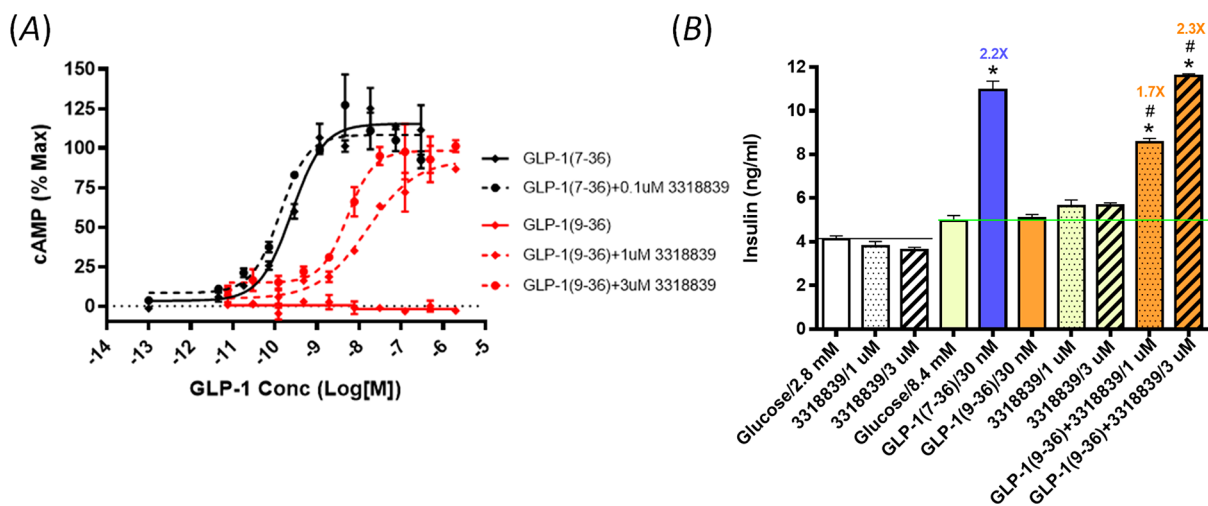 (A)
150
125
100
75
50
25
0
cAMP (% Max)
-14
-13
-12
-11
-10
-9
-8
-7
-6
-5
GLP-1 Conc (Log[M])
GLP-1(7-36)
GLP-1(7-36)+0.1uM 3318839
GLP-1(9-36)
GLP-1(9-36)+1uM 3318839
GLP-1(9-36)+3uM 3318839
(B)
12
10
8
6
4
2
0
Insulin (ng/ml)
2.2X
*
1.7X
#
*
2.3X
#
*
Glucose/2.8 mM
3318839/1 uM
3318839/3 uM
Glucose/8.4 mM
GLP-1(7-36)/30 nM
GLP-1(9-36)/30 nM
3318839/1 uM
3318839/3 uM
GLP-1(9-36)+3318839/1 uM
GLP-1(9-36)+3318839/3 uM